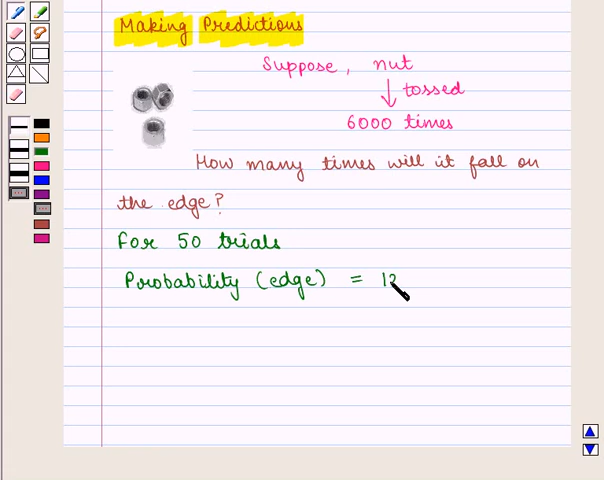 Making Predictions
Suppose, nut
tossed
6000 times
How many times will it fall on
the edge?
For 50 trials
Probability (edge) = 12